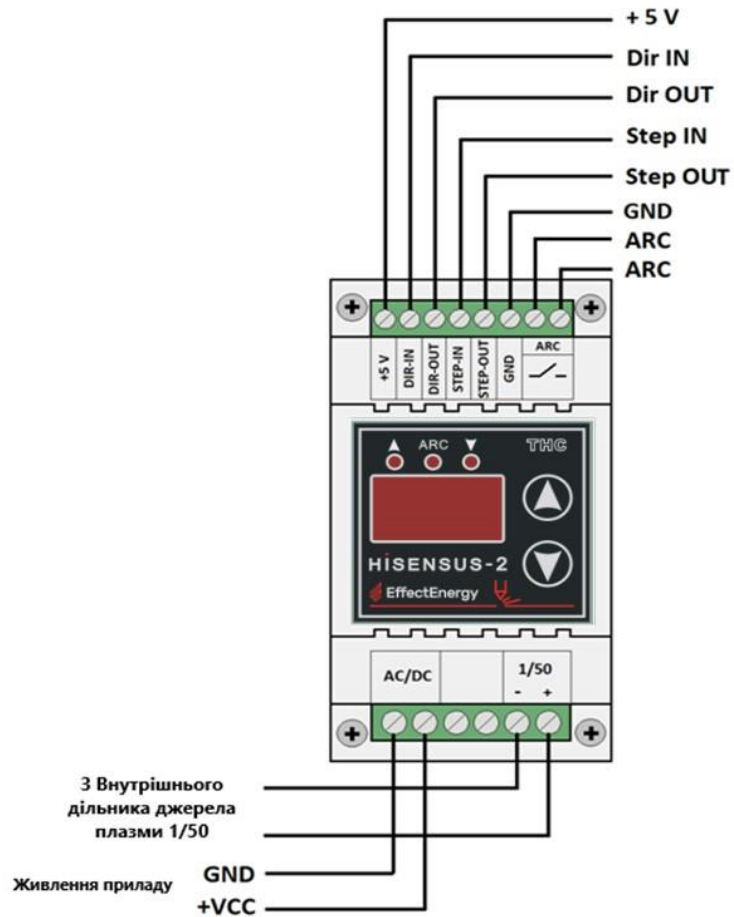 + 5 V
Dir IN
Dir OUT
Step IN
Step OUT
GND
ARC
ARC
+5 V
DIR-IN
DIR-OUT
STEP-IN
STEP-OUT
GND
ARC
ARC
THC
HiSENSUS-2
EffectEnergy
AC/DC
1/50
- +
З Внутрішнього
дільника джерела
плазми 1/50
Живлення приладу
GND
+VCC